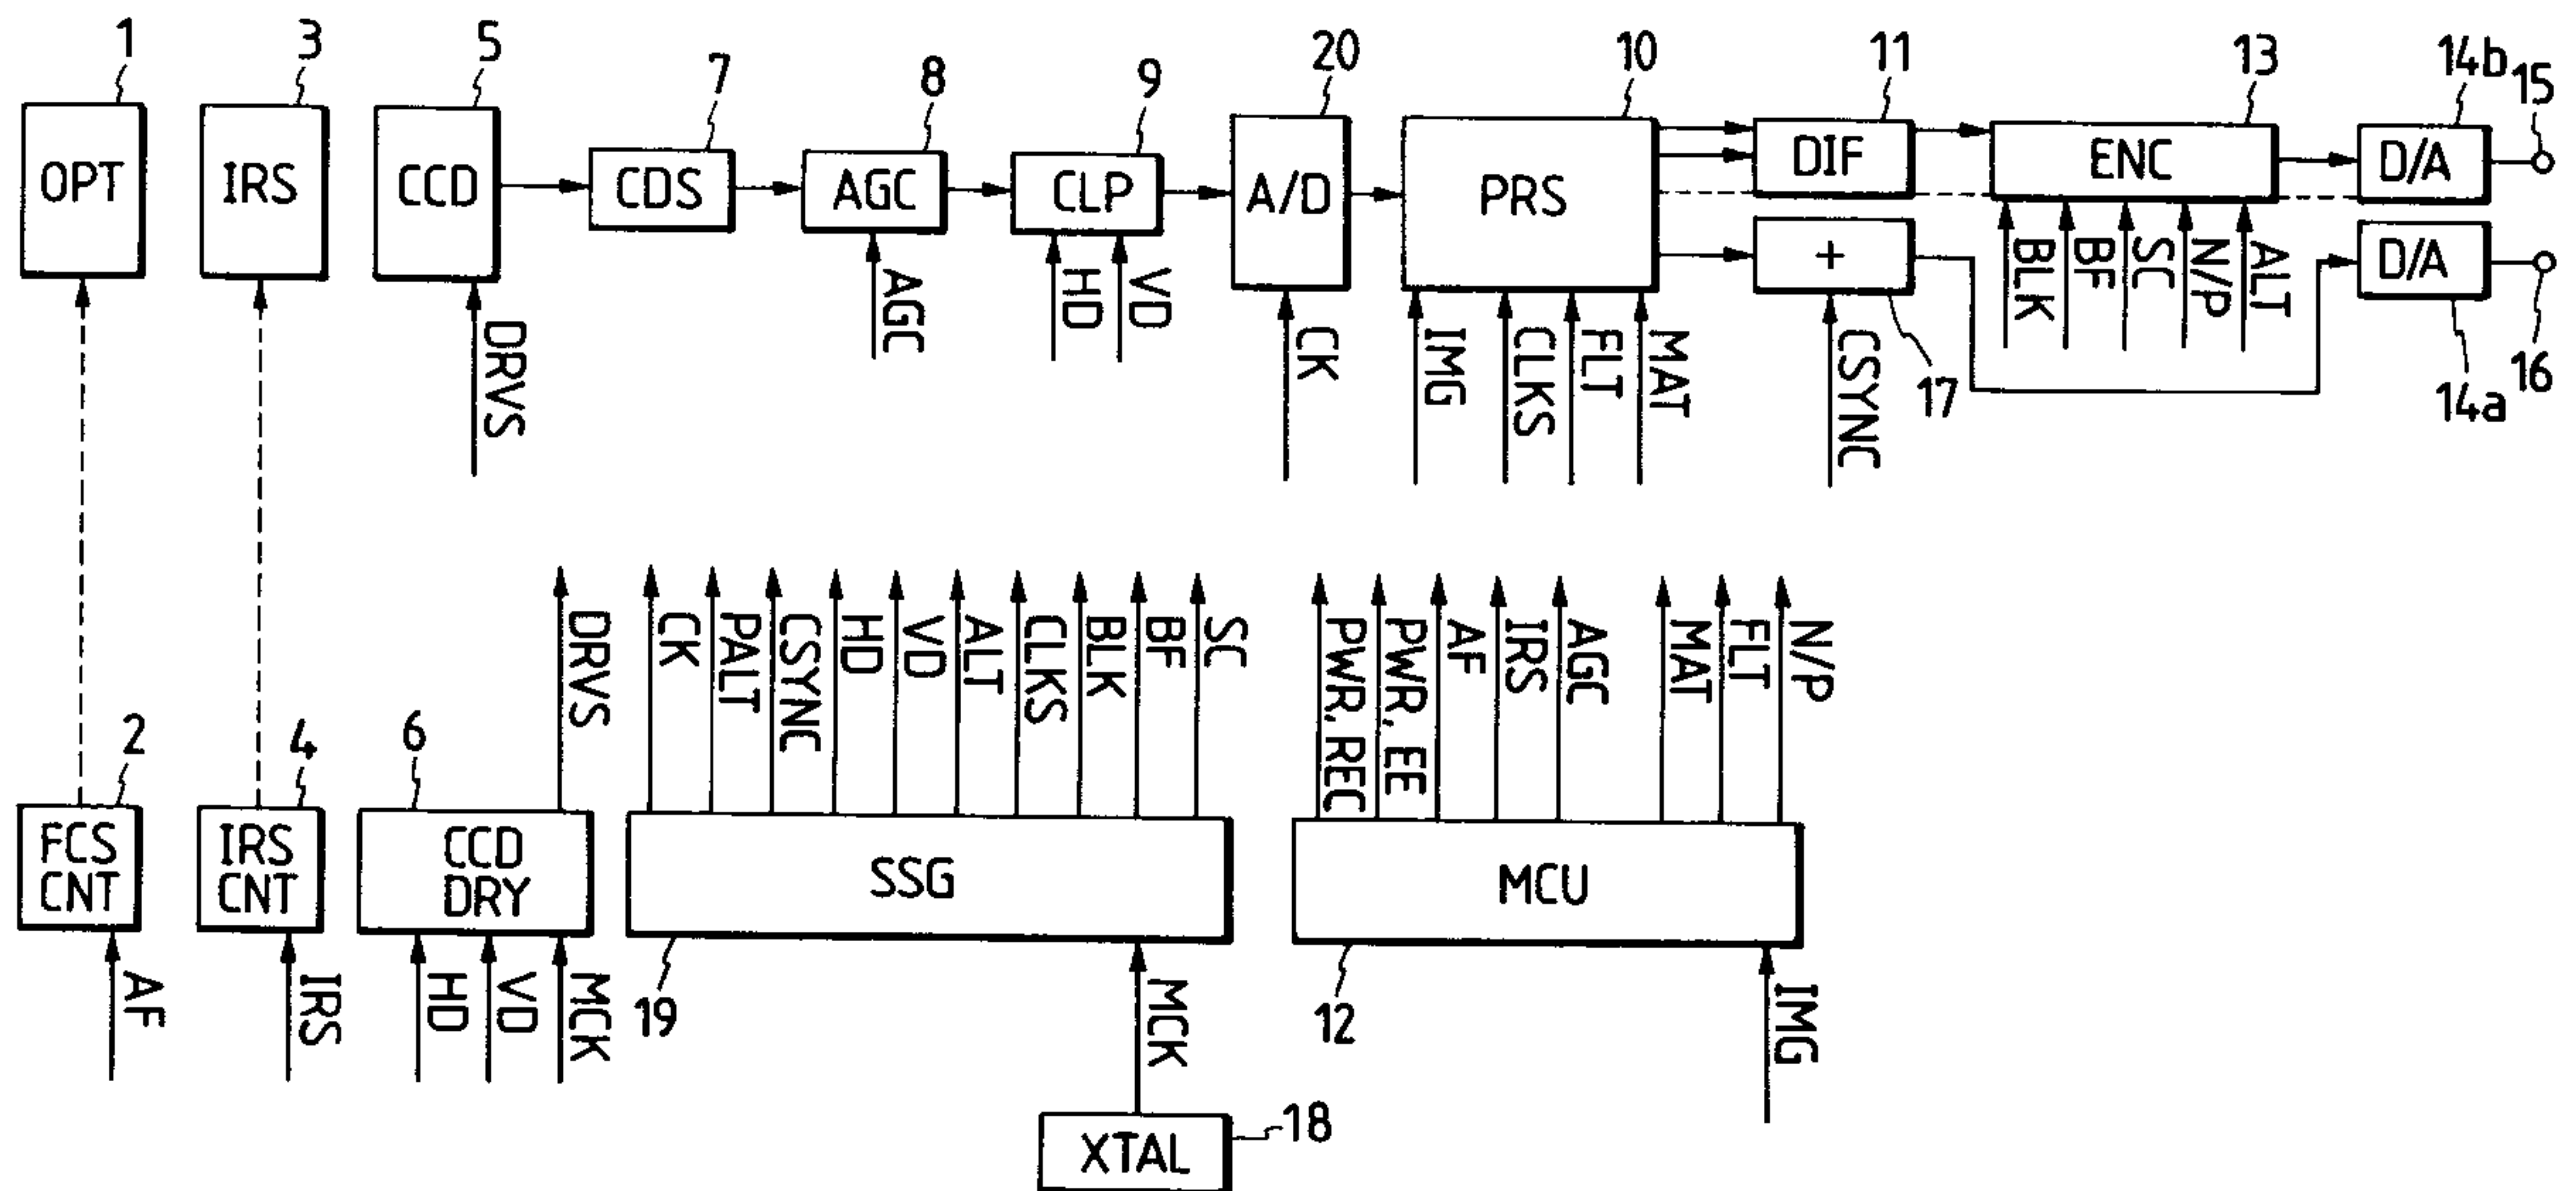 1
3
5
7
8
9
20
10
11
13
14b
15
OPT
IRS
CCD
CDS
AGC
CLP
A/D
PRS
DIF
ENC
D/A
+
D/A
DRVS
AGC
HD
VD
CK
IMG
CLKS
FLT
MAT
CSYNC
17
BLK
BF
SC
N/P
ALT
14a
16
DRVS
CK
PALT
CSYNC
HD
VD
ALT
CLKS
BLK
BF
SC
PWR, REC
PWR, EE
AF
IRS
AGC
MAT
FLT
N/P
2
4
6
FCS
CNT
IRS
CNT
CCD
DRY
SSG
MCU
AF
IRS
HD
VD
MCK
19
MCK
12
IMG
XTAL
18